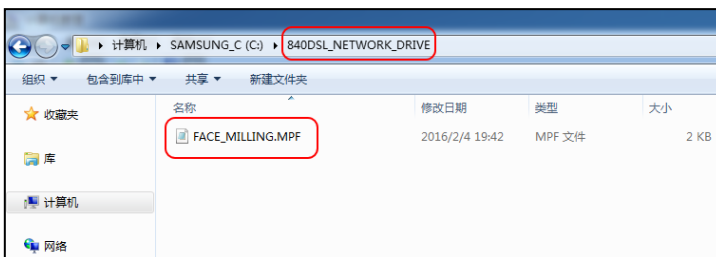 计算机 SAMSUNG_C (C:) 840DSL_NETWORK_DRIVE
组织 包含到库中 共享 新建文件夹
收藏夹 名称 修改日期 类型 大小
FACE_MILLING.MPF 2016/2/4 19:42 MPF 文件 2 KB
库
计算机
网络